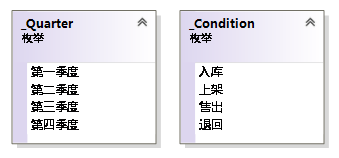 _Quarter
枚举
第一季度
第二季度
第三季度
第四季度
_Condition
枚举
入库
上架
售出
退回